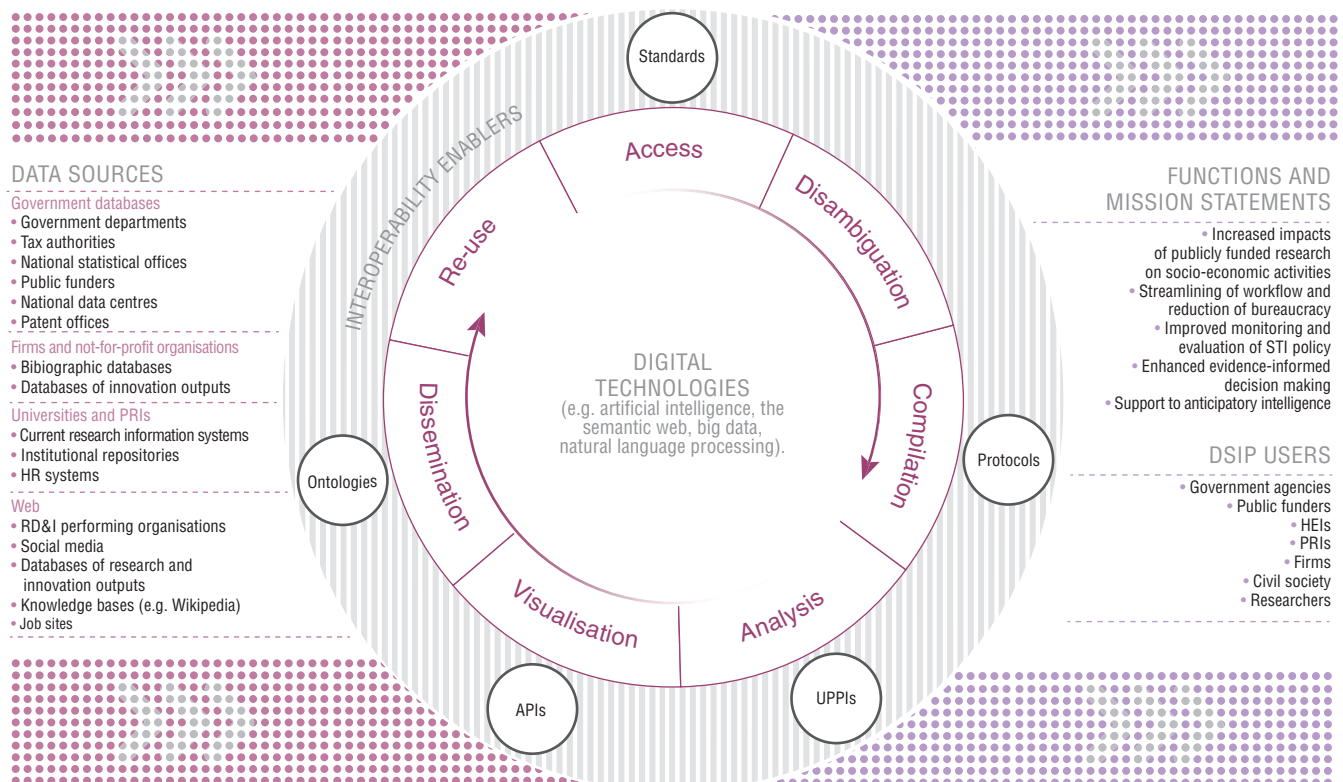 DATA SOURCES
Government databases
• Government departments
• Tax authorities
• National statistical offices
• Public funders
• National data centres
• Patent offices
Firms and not-for-profit organisations
• Bibiographic databases
• Databases of innovation outputs
Universities and PRIs
• Current research information systems
• Institutional repositories
• HR systems
Web
• RD&I performing organisations
• Social media
• Databases of research and
innovation outputs
• Knowledge bases (e.g. Wikipedia)
• Job sites
INTEROPERABILITY ENABLERS
Standards
Protocols
UPPIs
APIs
Ontologies
Access
Disambiguation
Compilation
Analysis
Visualisation
Dissemination
Re-use
DIGITAL
TECHNOLOGIES
(e.g. artificial intelligence, the
semantic web, big data,
natural language processing).
FUNCTIONS AND
MISSION STATEMENTS
• Increased impacts
of publicly funded research
on socio-economic activities
• Streamlining of workflow and
reduction of bureaucracy
• Improved monitoring and
evaluation of STI policy
• Enhanced evidence-informed
decision making
• Support to anticipatory intelligence
DSIP USERS
• Government agencies
• Public funders
• HEIs
• PRIs
• Firms
• Civil society
• Researchers